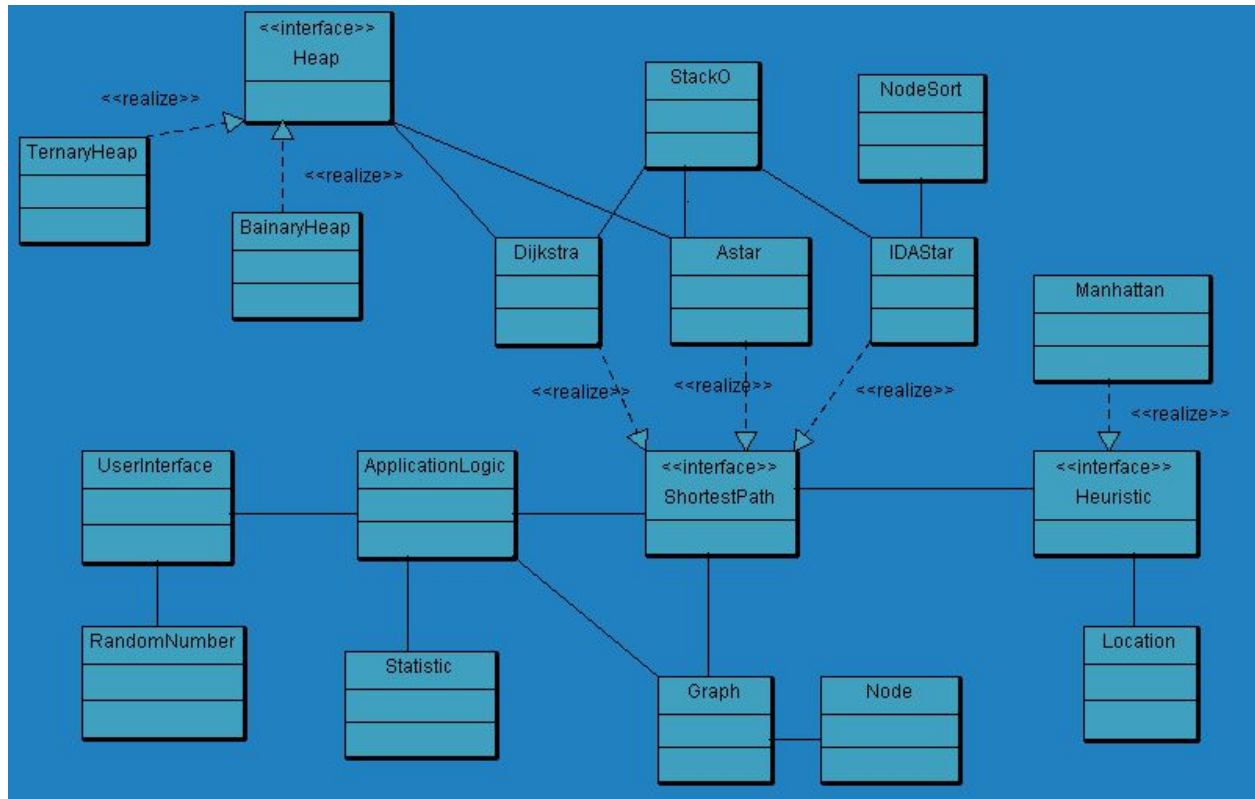 <<interface>>
Heap
<<realize>>
TernaryHeap
<<realize>>
BainaryHeap
StackO
NodeSort
Dijkstra
Astar
IDAStar
Manhattan
<<realize>>
<<realize>>
<<realize>>
<<realize>>
UserInterface
ApplicationLogic
<<interface>>
ShortestPath
<<interface>>
Heuristic
RandomNumber
Statistic
Graph
Node
Location